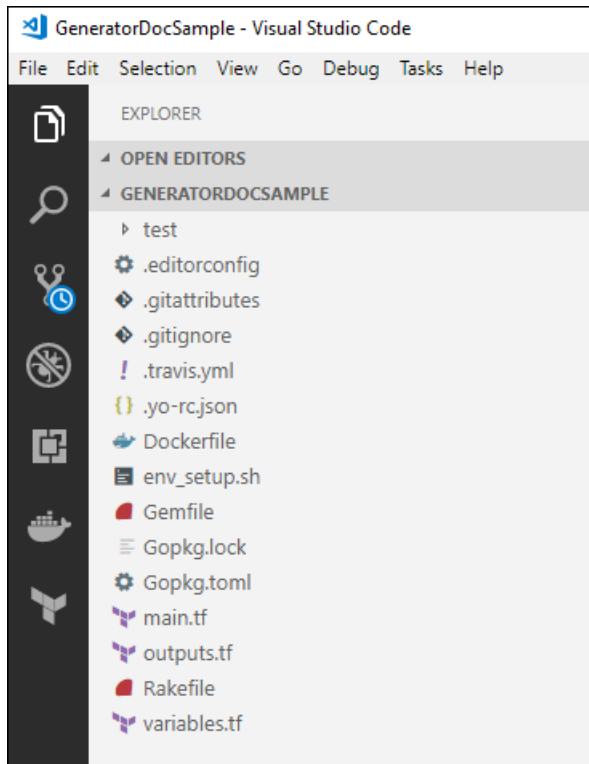 GeneratorDocSample - Visual Studio Code
File Edit Selection View Go Debug Tasks Help
EXPLORER
OPEN EDITORS
GENERATORDOCSAMPLE
test
.editorconfig
.gitattributes
.gitignore
.travis.yml
.yo-rc.json
Dockerfile
env_setup.sh
Gemfile
Gopkg.lock
Gopkg.toml
main.tf
outputs.tf
Rakefile
variables.tf